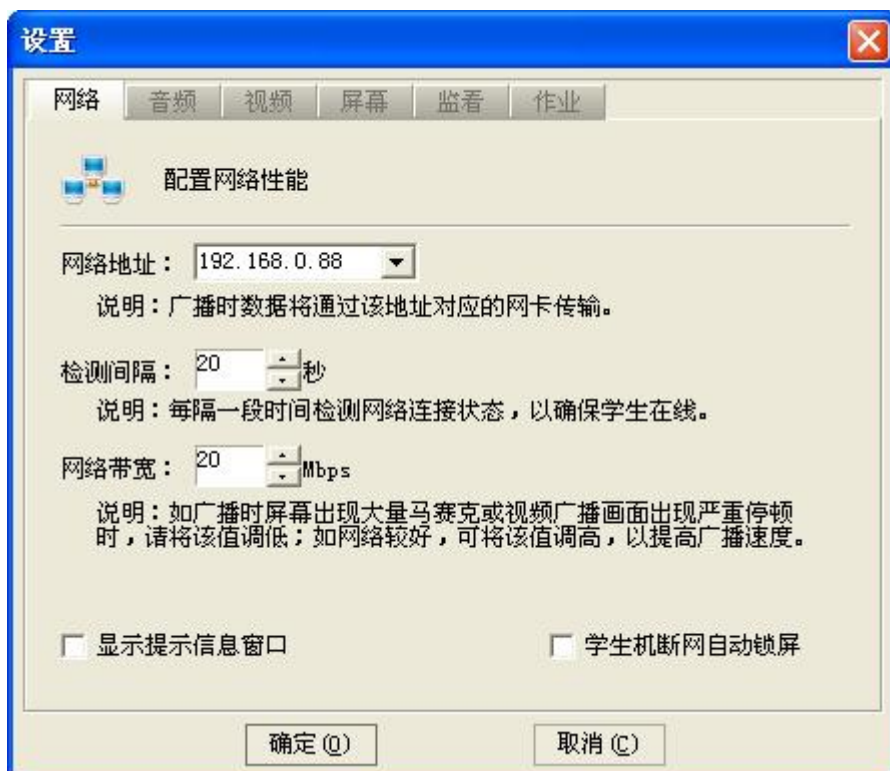 设置
网络 音频 视频 屏幕 监看 作业
配置网络性能
网络地址: 192.168.0.88
说明:广播时数据将通过该地址对应的网卡传输。
检测间隔: 20 秒
说明:每隔一段时间检测网络连接状态,以确保学生在线。
网络带宽: 20 Mbps
说明:如广播时屏幕出现大量马赛克或视频广播画面出现严重停顿
时,请将该值调低;如网络较好,可将该值调高,以提高广播速度。
显示提示信息窗口 学生机断网自动锁屏
确定(O) 取消(C)